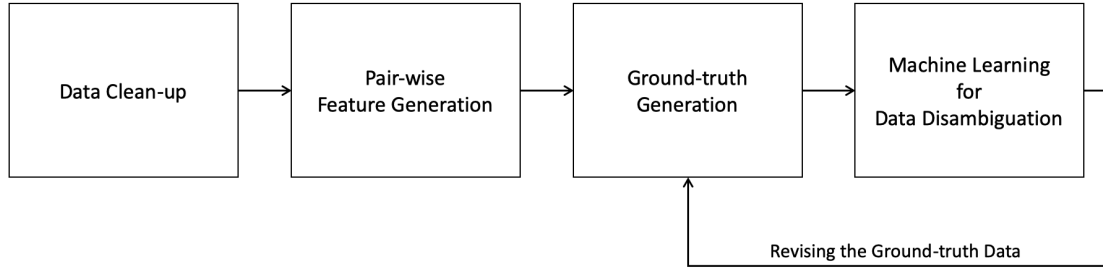 Data Clean-up
Pair-wise
Feature Generation
Ground-truth
Generation
Machine Learning
for
Data Disambiguation
Revising the Ground-truth Data